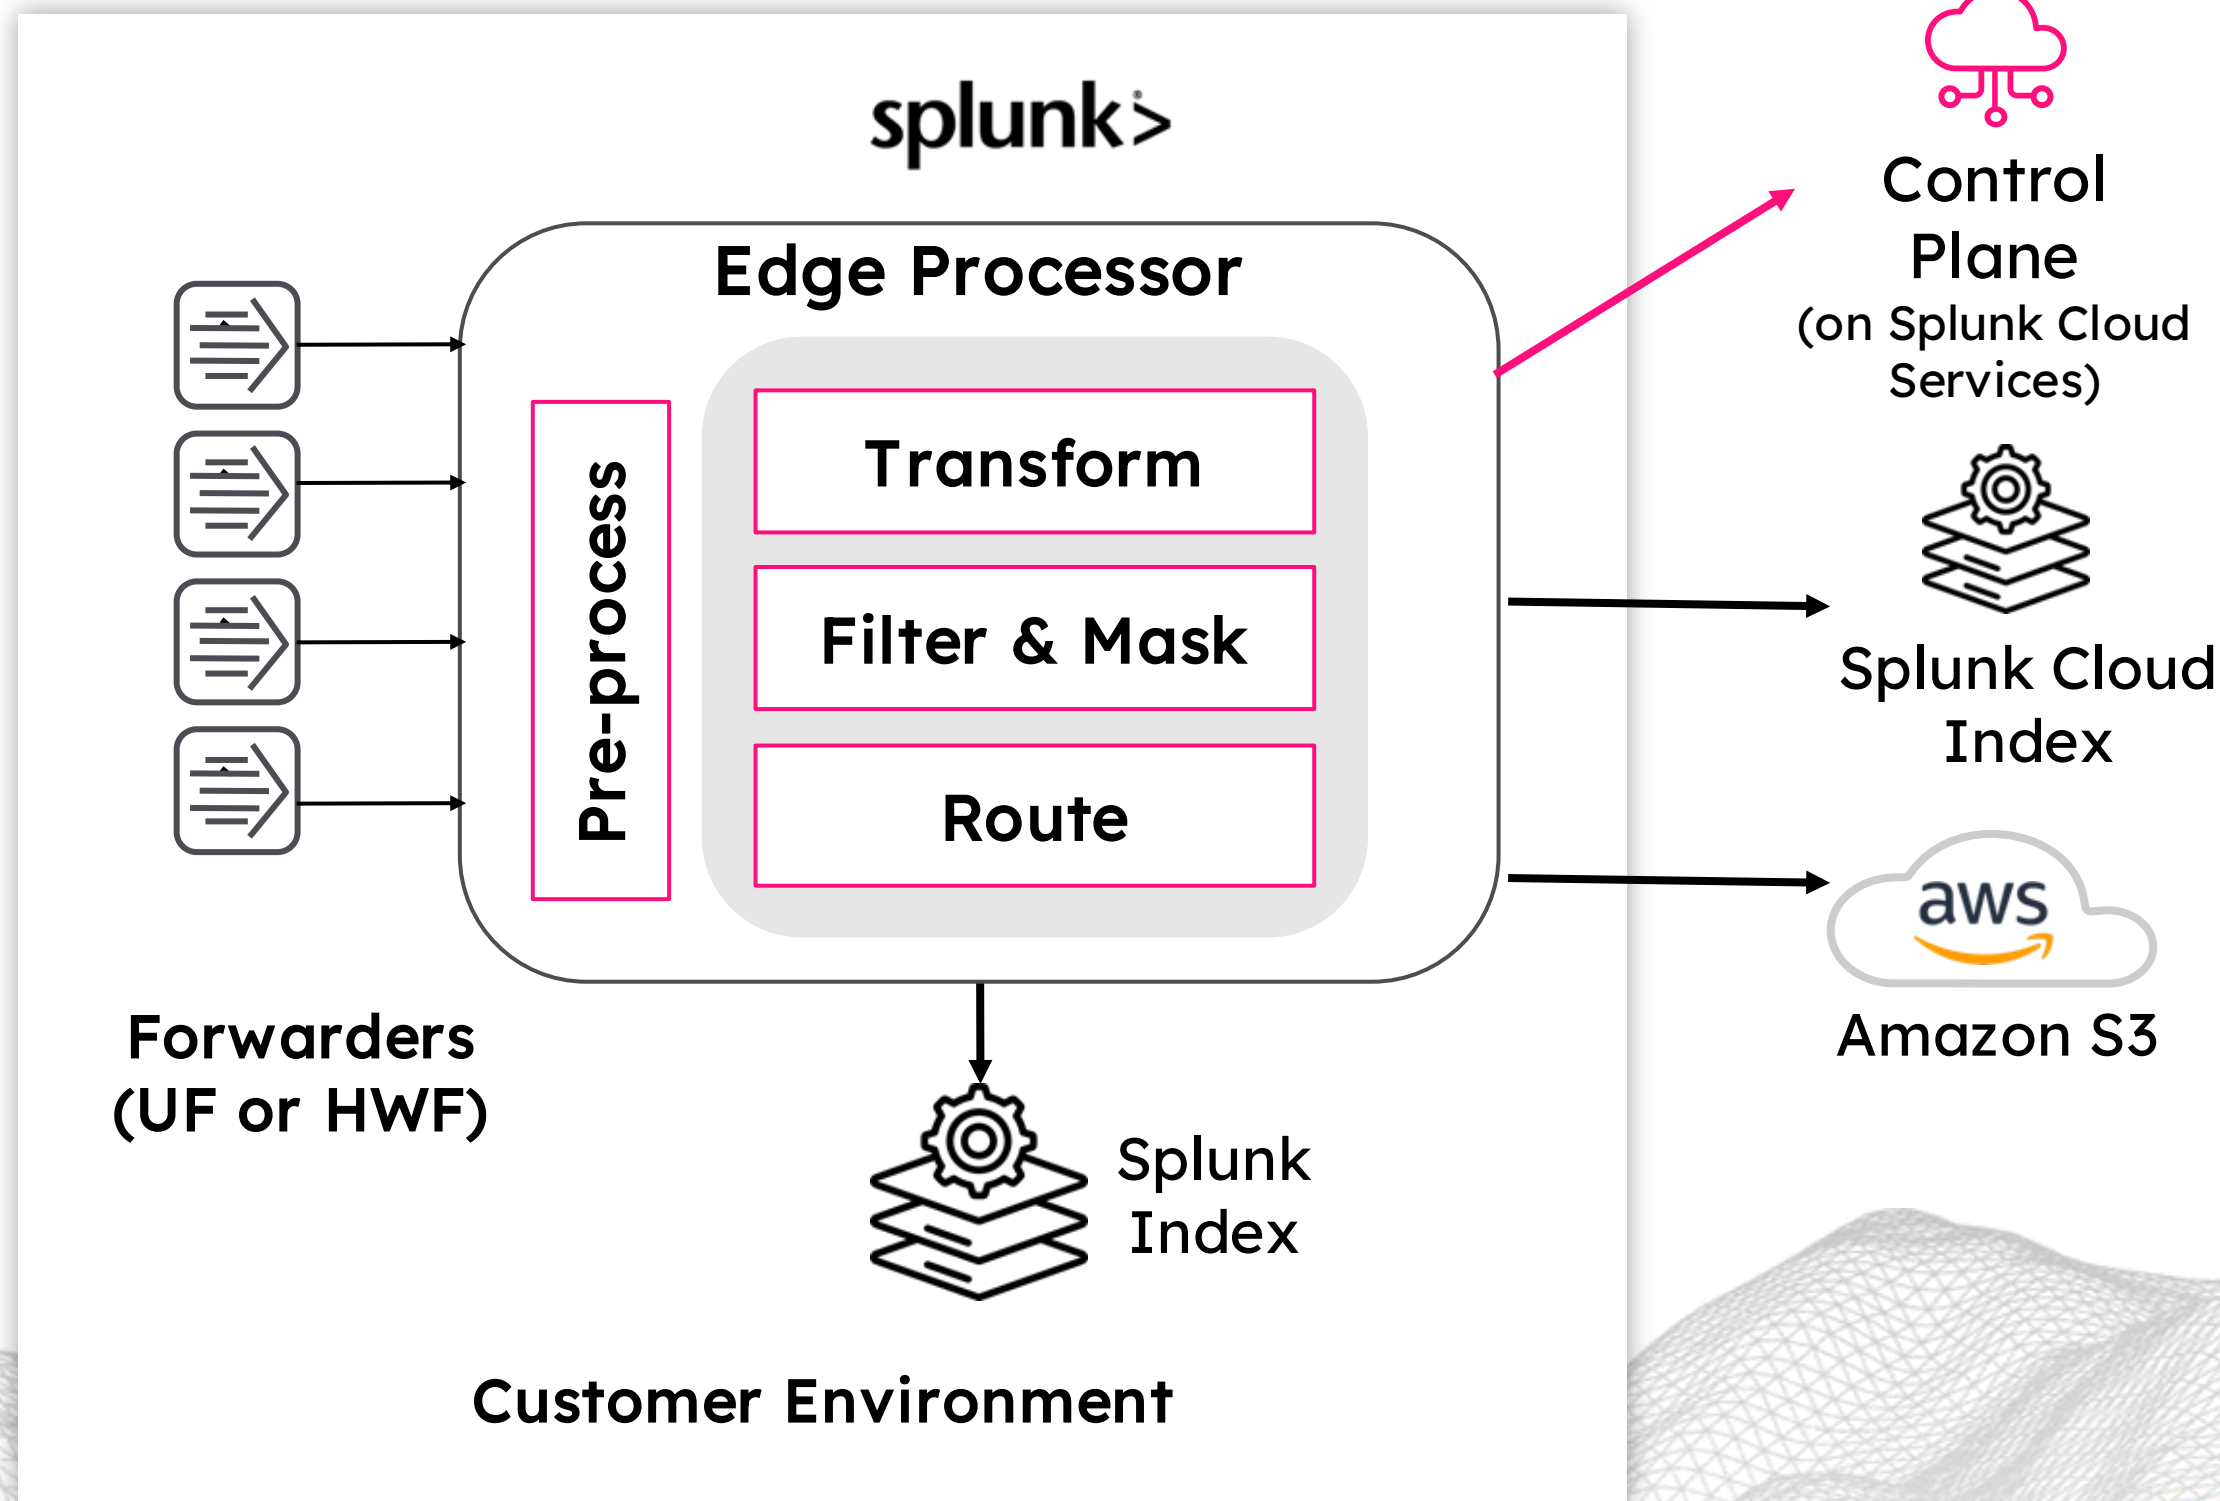 splunk>
Edge Processor
Pre-process
Transform
Filter & Mask
Route
Forwarders
(UF or HWF)
Splunk
Index
Customer Environment
Control
Plane
(on Splunk Cloud
Services)
Splunk Cloud
Index
aws
Amazon S3